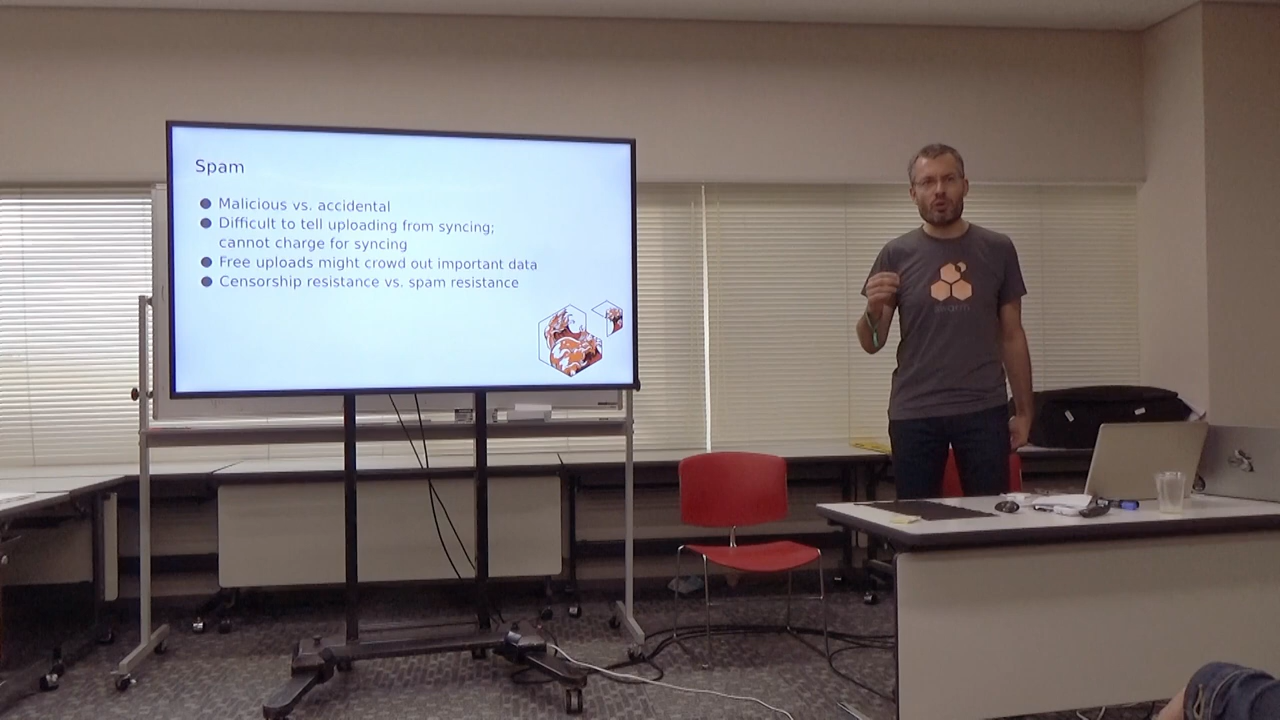 Spam
● Malicious vs. accidental
● Difficult to tell uploading from syncing;
cannot charge for syncing
● Free uploads might crowd out important data
● Censorship resistance vs. spam resistance